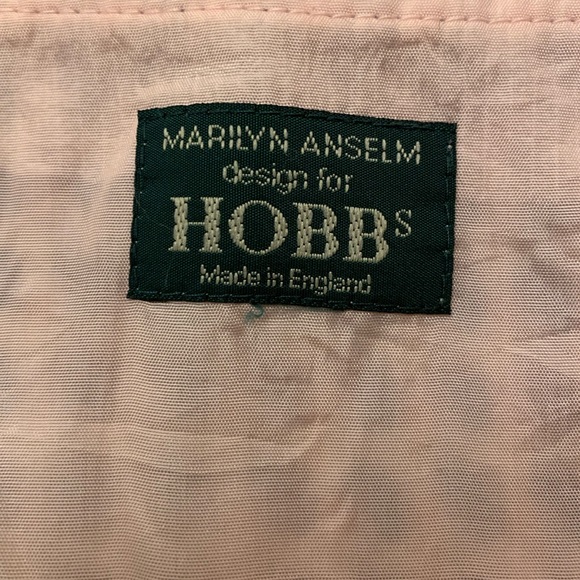 MARILYN ANSELM
design for
HOBBS
Made in England